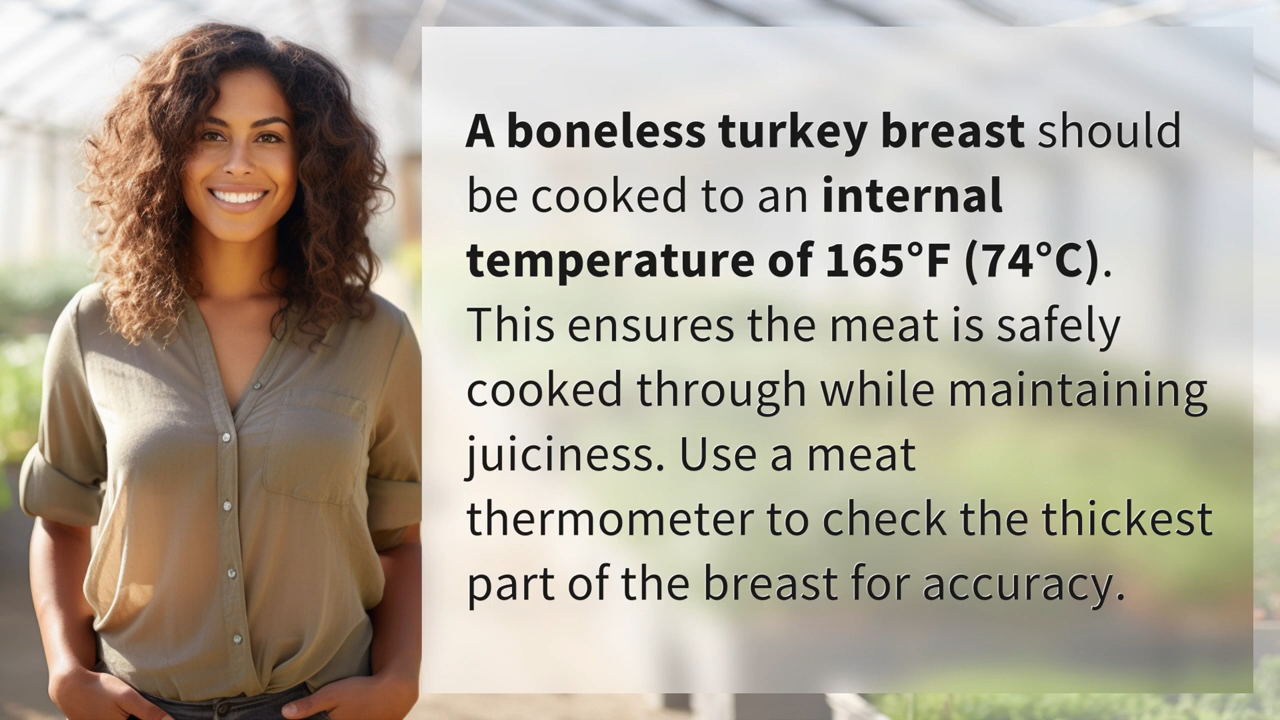 A boneless turkey breast should
be cooked to an internal
temperature of 165°F (74°C).
This ensures the meat is safely
cooked through while maintaining
juiciness. Use a meat
thermometer to check the thickest
part of the breast for accuracy.